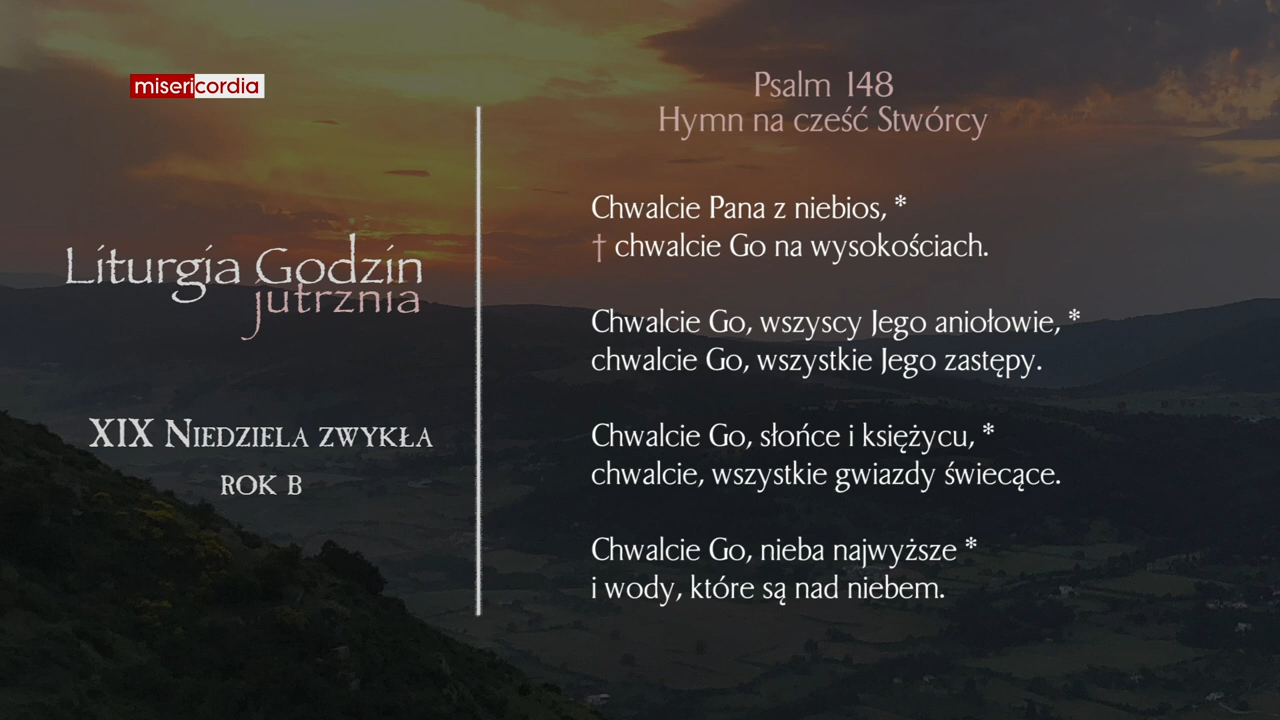 misericordia
Liturgia Godzin
jutrznia
XIX Niedziela zwykła
rok B
Psalm 148
Hymn na cześć Stwórcy
Chwalcie Pana z niebios, *
† chwalcie Go na wysokościach.
Chwalcie Go, wszyscy Jego aniołowie, *
chwalcie Go, wszystkie Jego zastępy.
Chwalcie Go, słońce i księżycu, *
chwalcie, wszystkie gwiazdy świecące.
Chwalcie Go, nieba najwyższe *
i wody, które są nad niebem.